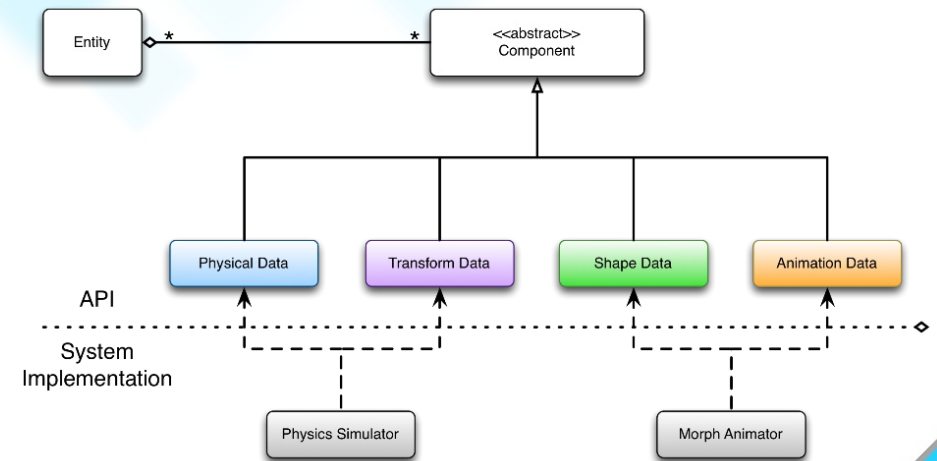 Entity
*
*
<<abstract>>
Component
Physical Data
Transform Data
Shape Data
Animation Data
API
System
Implementation
Physics Simulator
Morph Animator